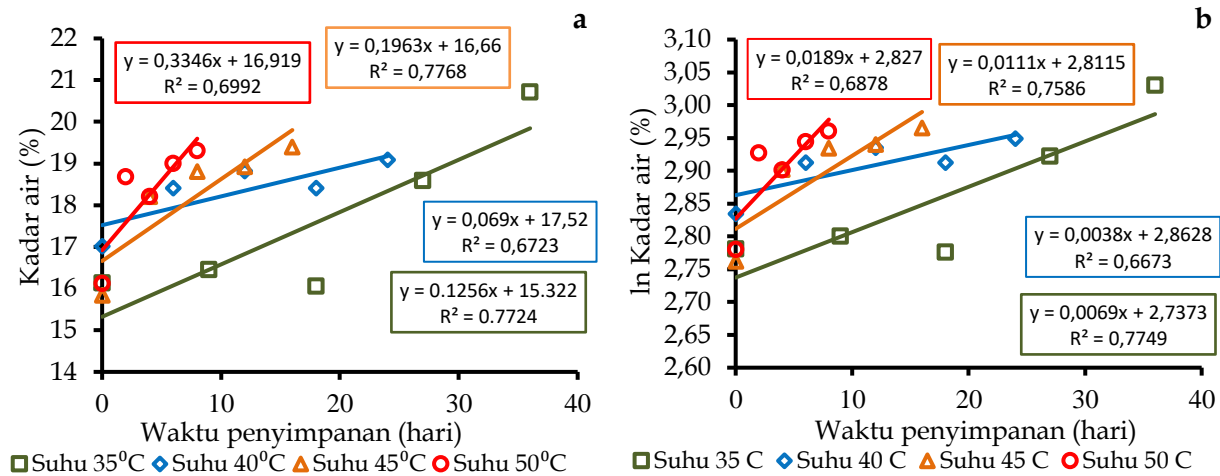 a
Kadar air (%)
22
21
20
19
18
17
16
15
14
y = 0,3346x + 16,919
R² = 0,6992
y = 0,1963x + 16,66
R² = 0,7768
y = 0,069x + 17,52
R² = 0,6723
y = 0.1256x + 15.322
R² = 0.7724
0 10 20 30 40
Waktu penyimpanan (hari)
Suhu 35⁰C Suhu 40⁰C Suhu 45⁰C Suhu 50⁰C
b
ln Kadar air (%)
3,10
3,05
3,00
2,95
2,90
2,85
2,80
2,75
2,70
2,65
2,60
y = 0,0189x + 2,827
R² = 0,6878
y = 0,0111x + 2,8115
R² = 0,7586
y = 0,0038x + 2,8628
R² = 0,6673
y = 0,0069x + 2,7373
R² = 0,7749
0 10 20 30 40
Waktu penyimpanan (hari)
Suhu 35 C Suhu 40 C Suhu 45 C Suhu 50 C